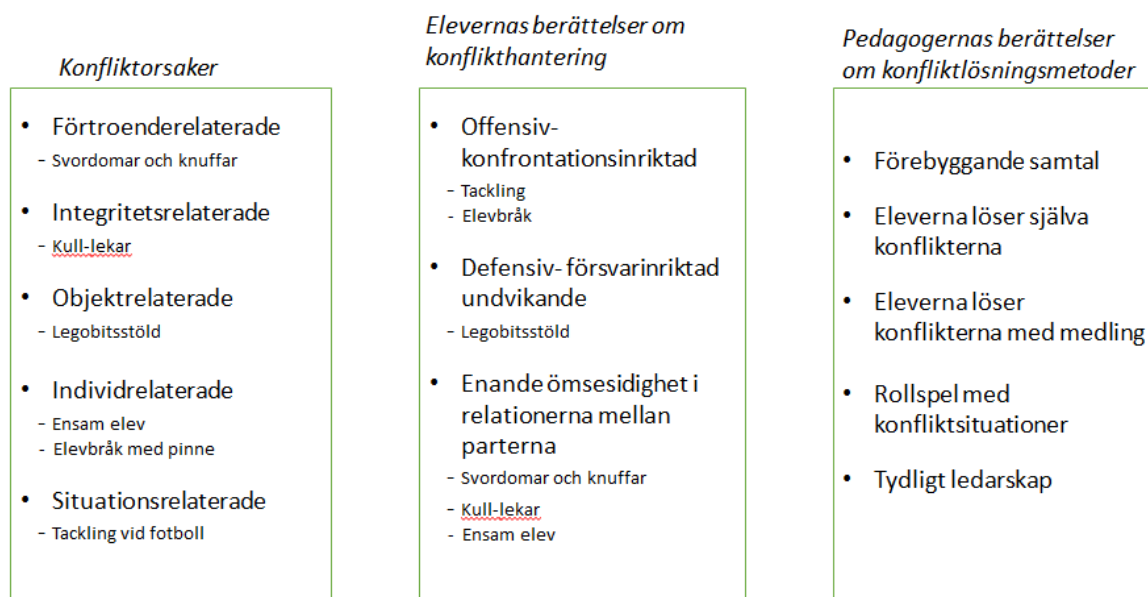 Konfliktorsaker
• Förtroenderelaterade
- Svordomar och knuffar
• Integritetsrelaterade
- Kull-lekar
• Objektrelaterade
- Legobitsstöld
• Individrelaterade
- Ensam elev
- Elevbråk med pinne
• Situationsrelaterade
- Tackling vid fotboll
Elevernas berättelser om
konflikthantering
• Offensiv-
konfrontationsinriktad
- Tackling
- Elevbråk
• Defensiv- försvarinriktad
undvikande
- Legobitsstöld
• Enande ömsesidighet i
relationerna mellan
parterna
- Svordomar och knuffar
- Kull-lekar
- Ensam elev
Pedagogernas berättelser
om konfliktlösningsmetoder
• Förebyggande samtal
• Eleverna löser själva
konflikterna
• Eleverna löser
konflikterna med medling
• Rollspel med
konfliktsituationer
• Tydligt ledarskap